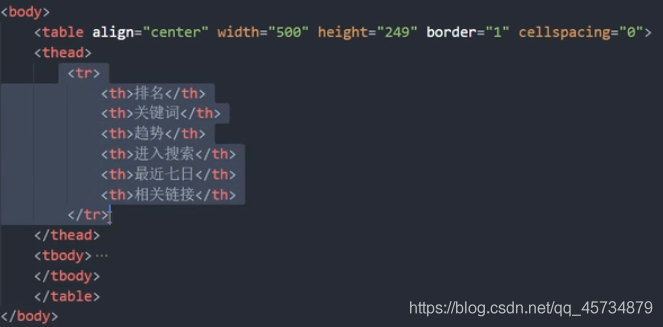 <body>
<table align="center" width="500" height="249" border="1" cellspacing="0">
<thead>
<tr>
<th>排名</th>
<th>关键词</th>
<th>趋势</th>
<th>进入搜索</th>
<th>最近七日</th>
<th>相关链接</th>
</tr>
</thead>
<tbody>…
</tbody>
</table>
</body>
https://blog.csdn.net/qq_45734879